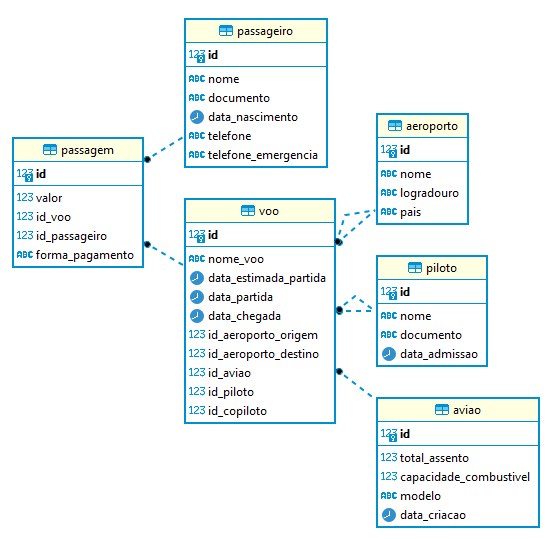 passageiro
123 id
ABC nome
ABC documento
data_nascimento
ABC telefone
ABC telefone_emergencia
passagem
123 id
123 valor
123 id_voo
123 id_passageiro
ABC forma_pagamento
voo
123 id
ABC nome_voo
data_estimada_partida
data_partida
data_chegada
123 id_aeroporto_origem
123 id_aeroporto_destino
123 id_aviao
123 id_piloto
123 id_copiloto
aeroporto
123 id
ABC nome
ABC logradouro
ABC pais
piloto
123 id
ABC nome
ABC documento
data_admissao
aviao
123 id
123 total_assento
123 capacidade_combustivel
ABC modelo
data_criacao